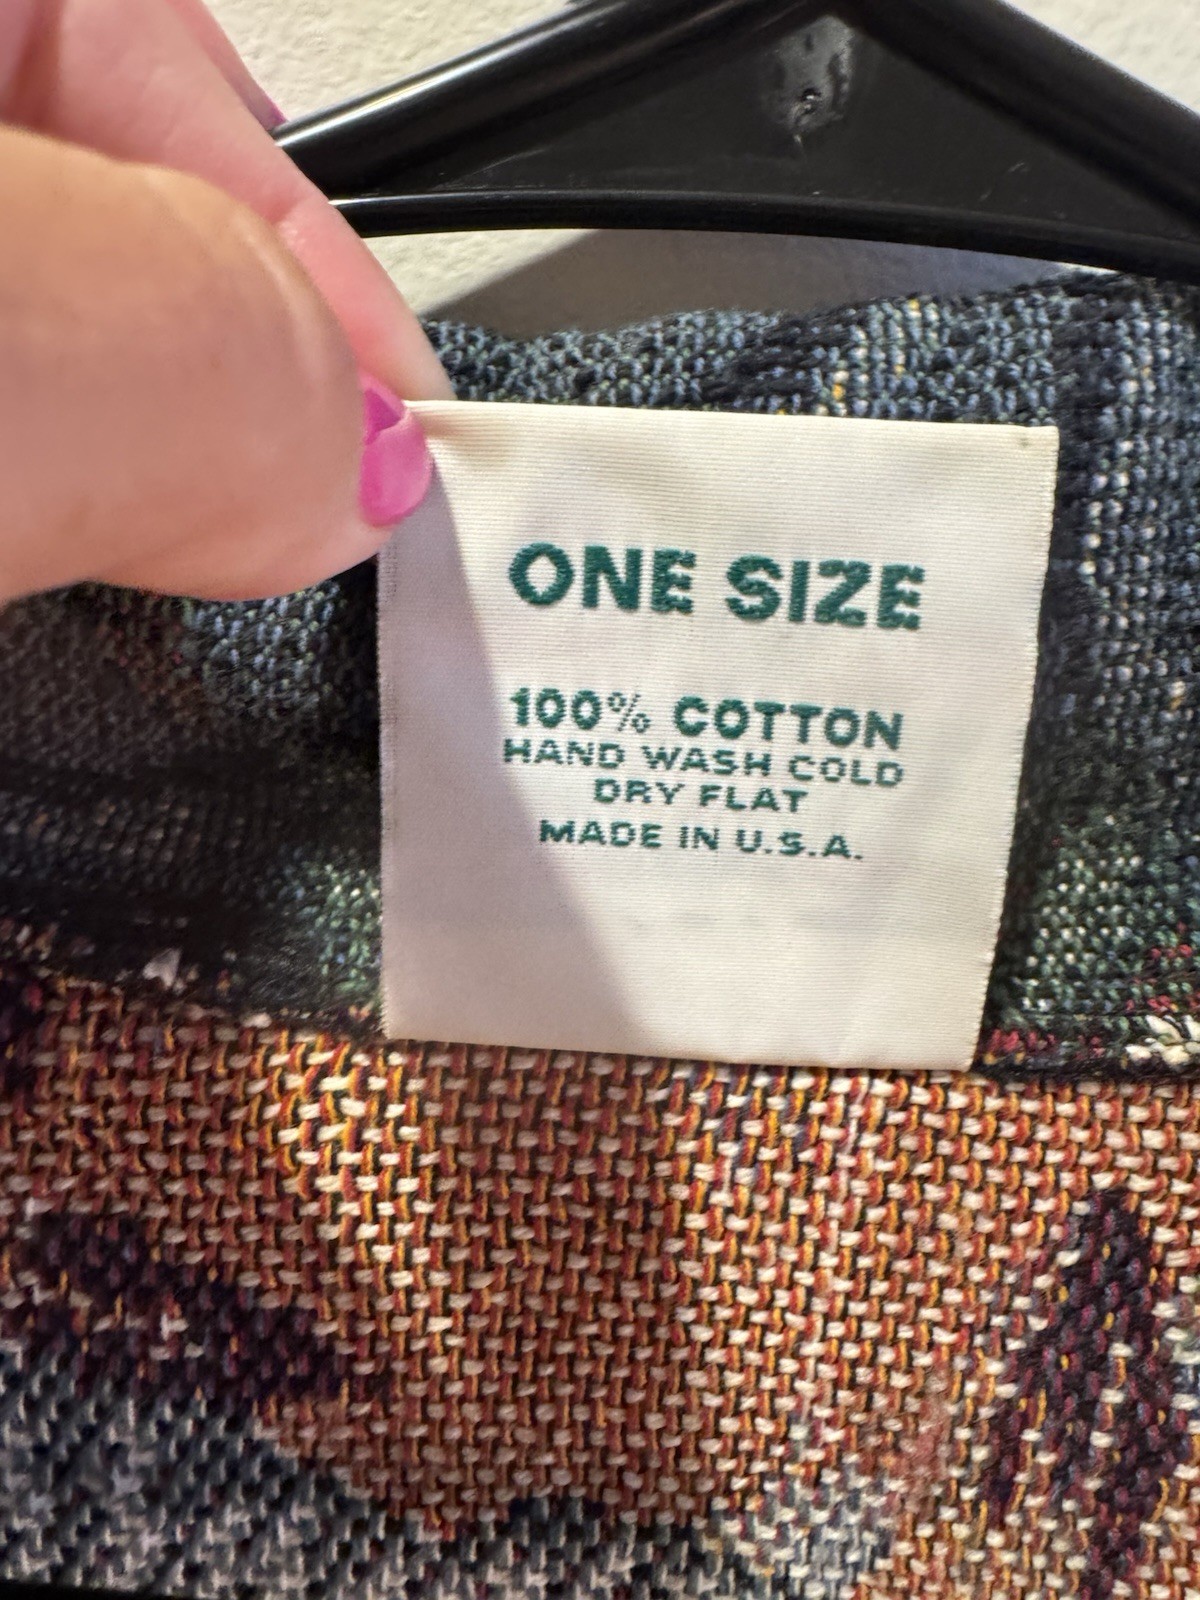 ONE SIZE
100% COTTON
HAND WASH COLD
DRY FLAT
MADE IN U.S.A.